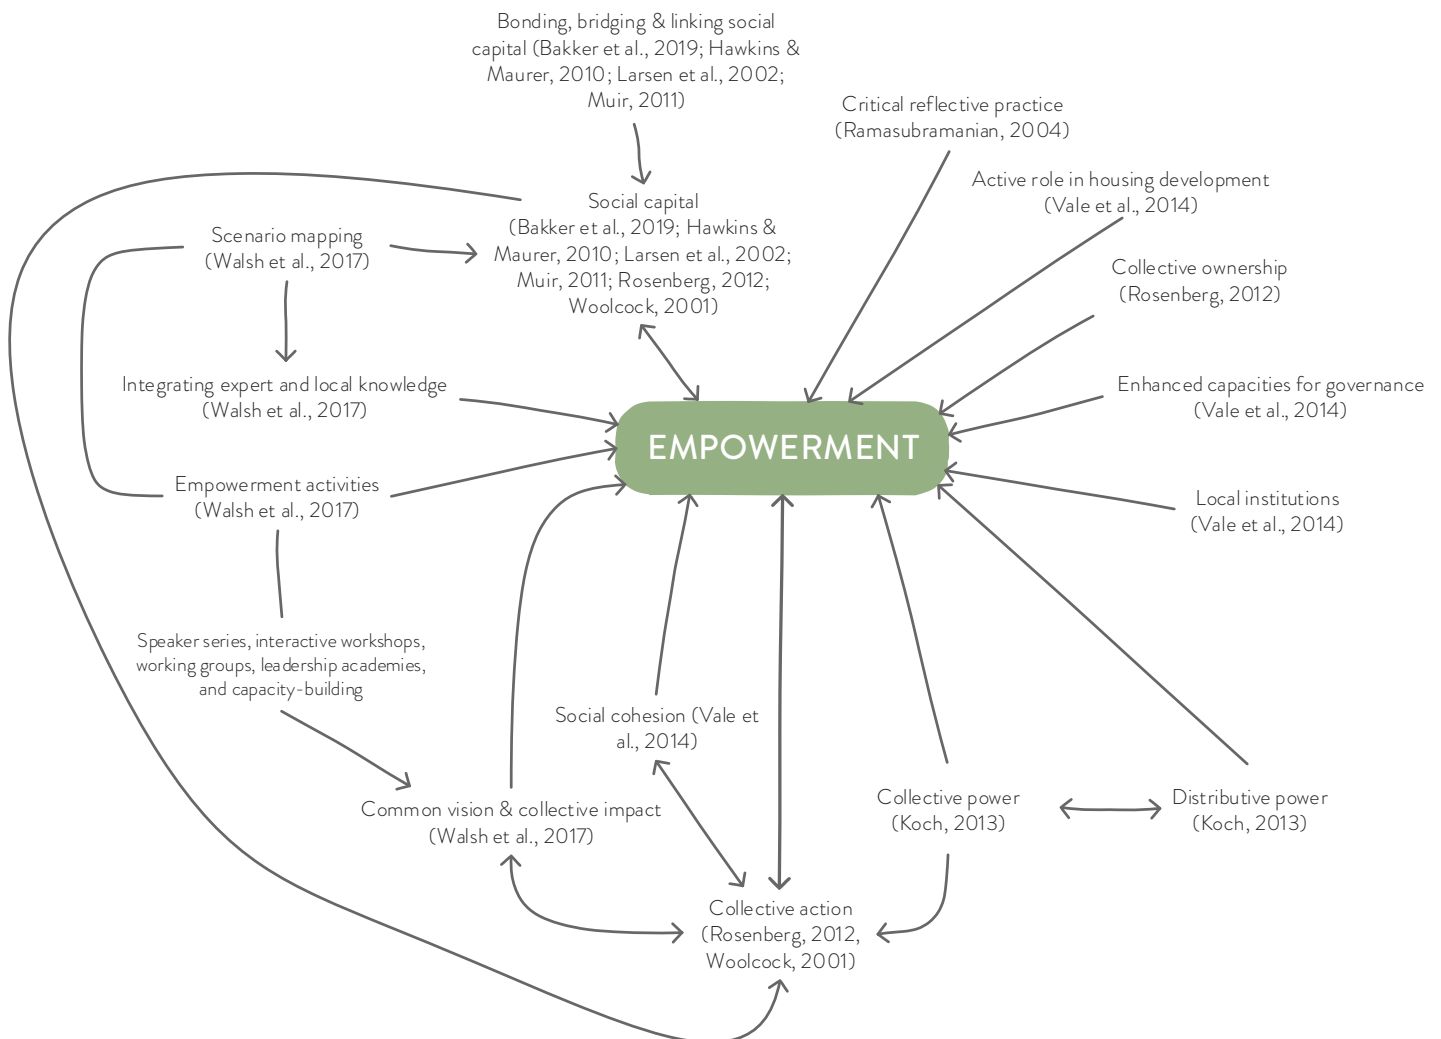 Bonding, bridging & linking social
capital (Bakker et al., 2019; Hawkins &
Maurer, 2010; Larsen et al., 2002;
Muir, 2011)
Critical reflective practice
(Ramasubramanian, 2004)
Active role in housing development
(Vale et al., 2014)
Social capital
(Bakker et al., 2019; Hawkins &
Maurer, 2010; Larsen et al., 2002;
Muir, 2011; Rosenberg, 2012;
Woolcock, 2001)
Scenario mapping
(Walsh et al., 2017)
Collective ownership
(Rosenberg, 2012)
Integrating expert and local knowledge
(Walsh et al., 2017)
Enhanced capacities for governance
(Vale et al., 2014)
EMPOWERMENT
Empowerment activities
(Walsh et al., 2017)
Local institutions
(Vale et al., 2014)
Speaker series, interactive workshops,
working groups, leadership academies,
and capacity-building
Social cohesion (Vale et
al., 2014)
Common vision & collective impact
(Walsh et al., 2017)
Collective power
(Koch, 2013)
Distributive power
(Koch, 2013)
Collective action
(Rosenberg, 2012,
Woolcock, 2001)